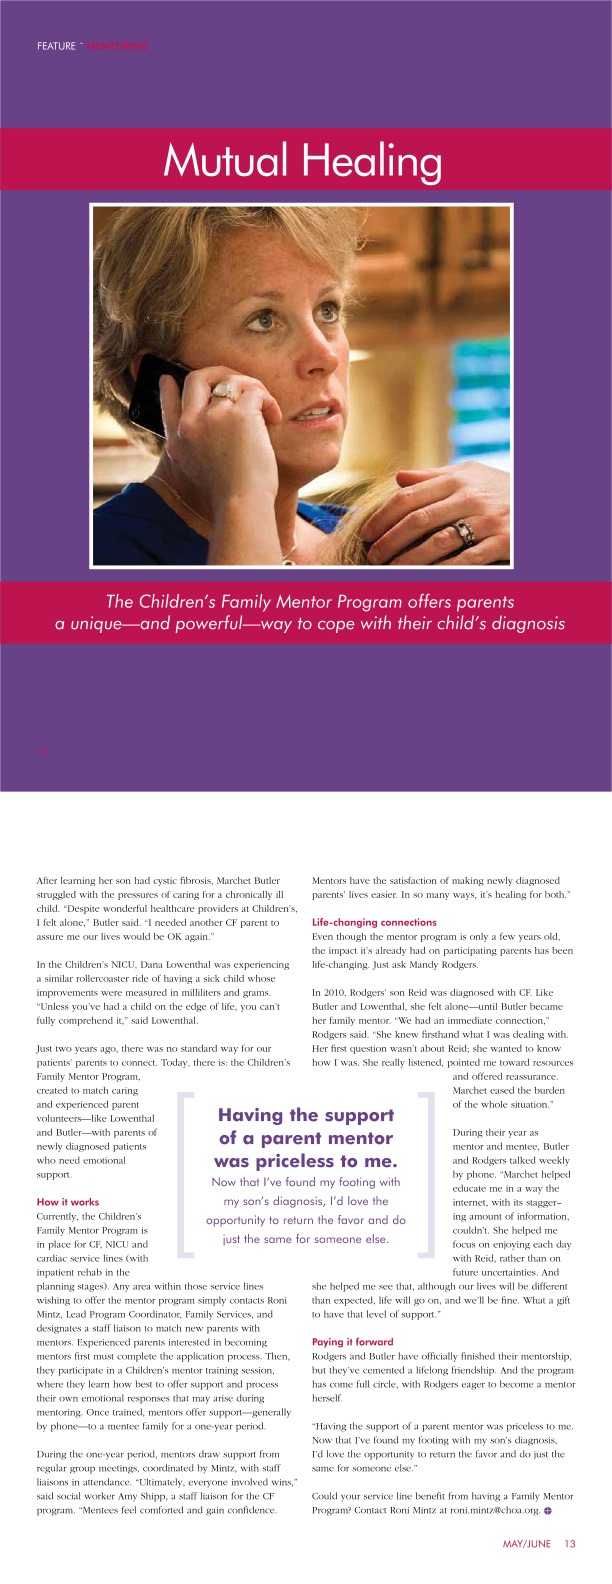 FEATURE ~ MENTORING
Mutual Healing
The Children's Family Mentor Program offers parents
a unique—and powerful—way to cope with their child's diagnosis
12
After learning her son had cystic fibrosis, Marchet Butler
struggled with the pressures of caring for a chronically ill
child. “Despite wonderful healthcare providers at Children's,
I felt alone,” Butler said. “I needed another CF parent to
assure me our lives would be OK again.”
In the Children's NICU, Dana Lowenthal was experiencing
a similar rollercoaster ride of having a sick child whose
improvements were measured in milliliters and grams.
“Unless you've had a child on the edge of life, you can't
fully comprehend it,” said Lowenthal.
Just two years ago, there was no standard way for our
patients' parents to connect. Today, there is: the Children's
Family Mentor Program,
created to match caring
and experienced parent
volunteers—like Lowenthal
and Butler—with parents of
newly diagnosed patients
who need emotional
support.
How it works
Currently, the Children's
Family Mentor Program is
in place for CF, NICU and
cardiac service lines (with
inpatient rehab in the
planning stages). Any area within those service lines
wishing to offer the mentor program simply contacts Roni
Mintz, Lead Program Coordinator, Family Services, and
designates a staff liaison to match new parents with
mentors. Experienced parents interested in becoming
mentors first must complete the application process. Then,
they participate in a Children's mentor training session,
where they learn how best to offer support and process
their own emotional responses that may arise during
mentoring. Once trained, mentors offer support—generally
by phone—to a mentee family for a one-year period.
During the one-year period, mentors draw support from
regular group meetings, coordinated by Mintz, with staff
liaisons in attendance. “Ultimately, everyone involved wins,”
said social worker Amy Shipp, a staff liaison for the CF
program. “Mentees feel comforted and gain confidence.
Having the support
of a parent mentor
was priceless to me.
Now that I've found my footing with
my son's diagnosis, I'd love the
opportunity to return the favor and do
just the same for someone else.
Mentors have the satisfaction of making newly diagnosed
parents' lives easier. In so many ways, it's healing for both.”
Life-changing connections
Even though the mentor program is only a few years old,
the impact it's already had on participating parents has been
life-changing. Just ask Mandy Rodgers.
In 2010, Rodgers' son Reid was diagnosed with CF. Like
Butler and Lowenthal, she felt alone—until Butler became
her family mentor. “We had an immediate connection,”
Rodgers said. “She knew firsthand what I was dealing with.
Her first question wasn't about Reid; she wanted to know
how I was. She really listened, pointed me toward resources
and offered reassurance.
Marchet eased the burden
of the whole situation.”
During their year as
mentor and mentee, Butler
and Rodgers talked weekly
by phone. “Marchet helped
educate me in a way the
internet, with its stagger–
ing amount of information,
couldn't. She helped me
focus on enjoying each day
with Reid, rather than on
future uncertainties. And
she helped me see that, although our lives will be different
than expected, life will go on, and we'll be fine. What a gift
to have that level of support.”
Paying it forward
Rodgers and Butler have officially finished their mentorship,
but they've cemented a lifelong friendship. And the program
has come full circle, with Rodgers eager to become a mentor
herself.
“Having the support of a parent mentor was priceless to me.
Now that I've found my footing with my son's diagnosis,
I'd love the opportunity to return the favor and do just the
same for someone else.”
Could your service line benefit from having a Family Mentor
Program? Contact Roni Mintz at roni.mintz@choa.org.
MAY/JUNE 13